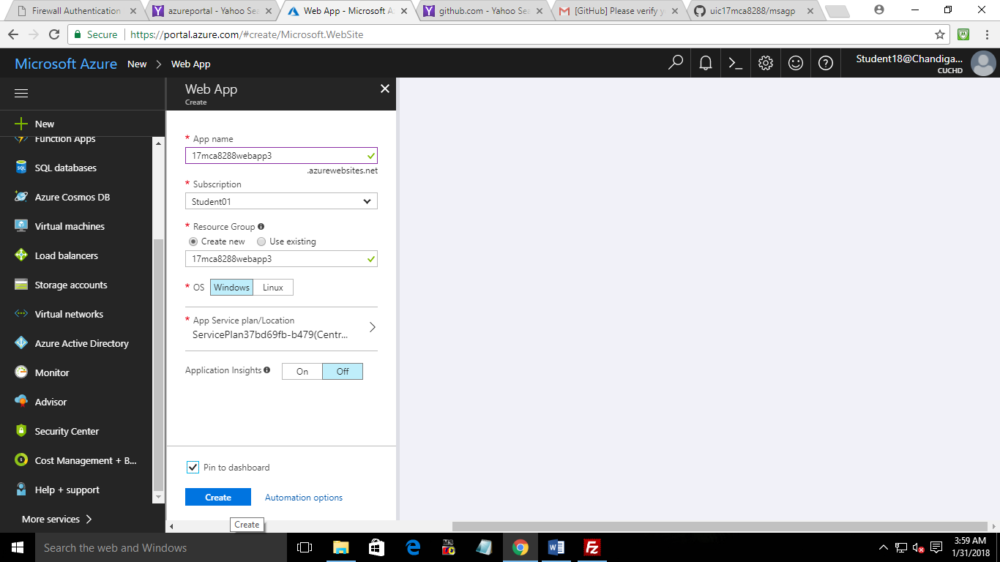 Firewall Authentication
azureportal - Yahoo Sea
Web App - Microsoft A
github.com - Yahoo Sea
[GitHub] Please verify y
uic17mca8288/msagp
Secure
https://portal.azure.com/#create/Microsoft.WebSite
Microsoft Azure New > Web App
Student18@Chandiga...
CUCHD
Web App
Create
New
Function Apps
SQL databases
Azure Cosmos DB
Virtual machines
Load balancers
Storage accounts
Virtual networks
Azure Active Directory
Monitor
Advisor
Security Center
Cost Management + B...
Help + support
More services
* App name
17mca8288webapp3
.azurewebsites.net
* Subscription
Student01
* Resource Group
Create new Use existing
17mca8288webapp3
* OS Windows Linux
* App Service plan/Location
ServicePlan37bd69fb-b479(Centr...
Application Insights On Off
Pin to dashboard
Create Automation options
Create
Search the web and Windows
3:59 AM
1/31/2018